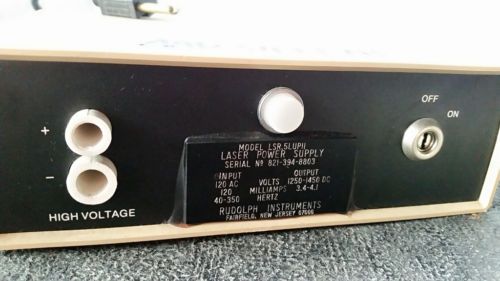 OFF
ON
+
−
HIGH VOLTAGE
MODEL LSR.5LUPII
LASER POWER SUPPLY
SERIAL No 821-394-8803
INPUT OUTPUT
120 AC VOLTS 1250-1450 DC
120 MILLIAMPS 3.4-4.1
40-350 HERTZ
RUDOLPH INSTRUMENTS
FAIRFIELD, NEW JERSEY 07006